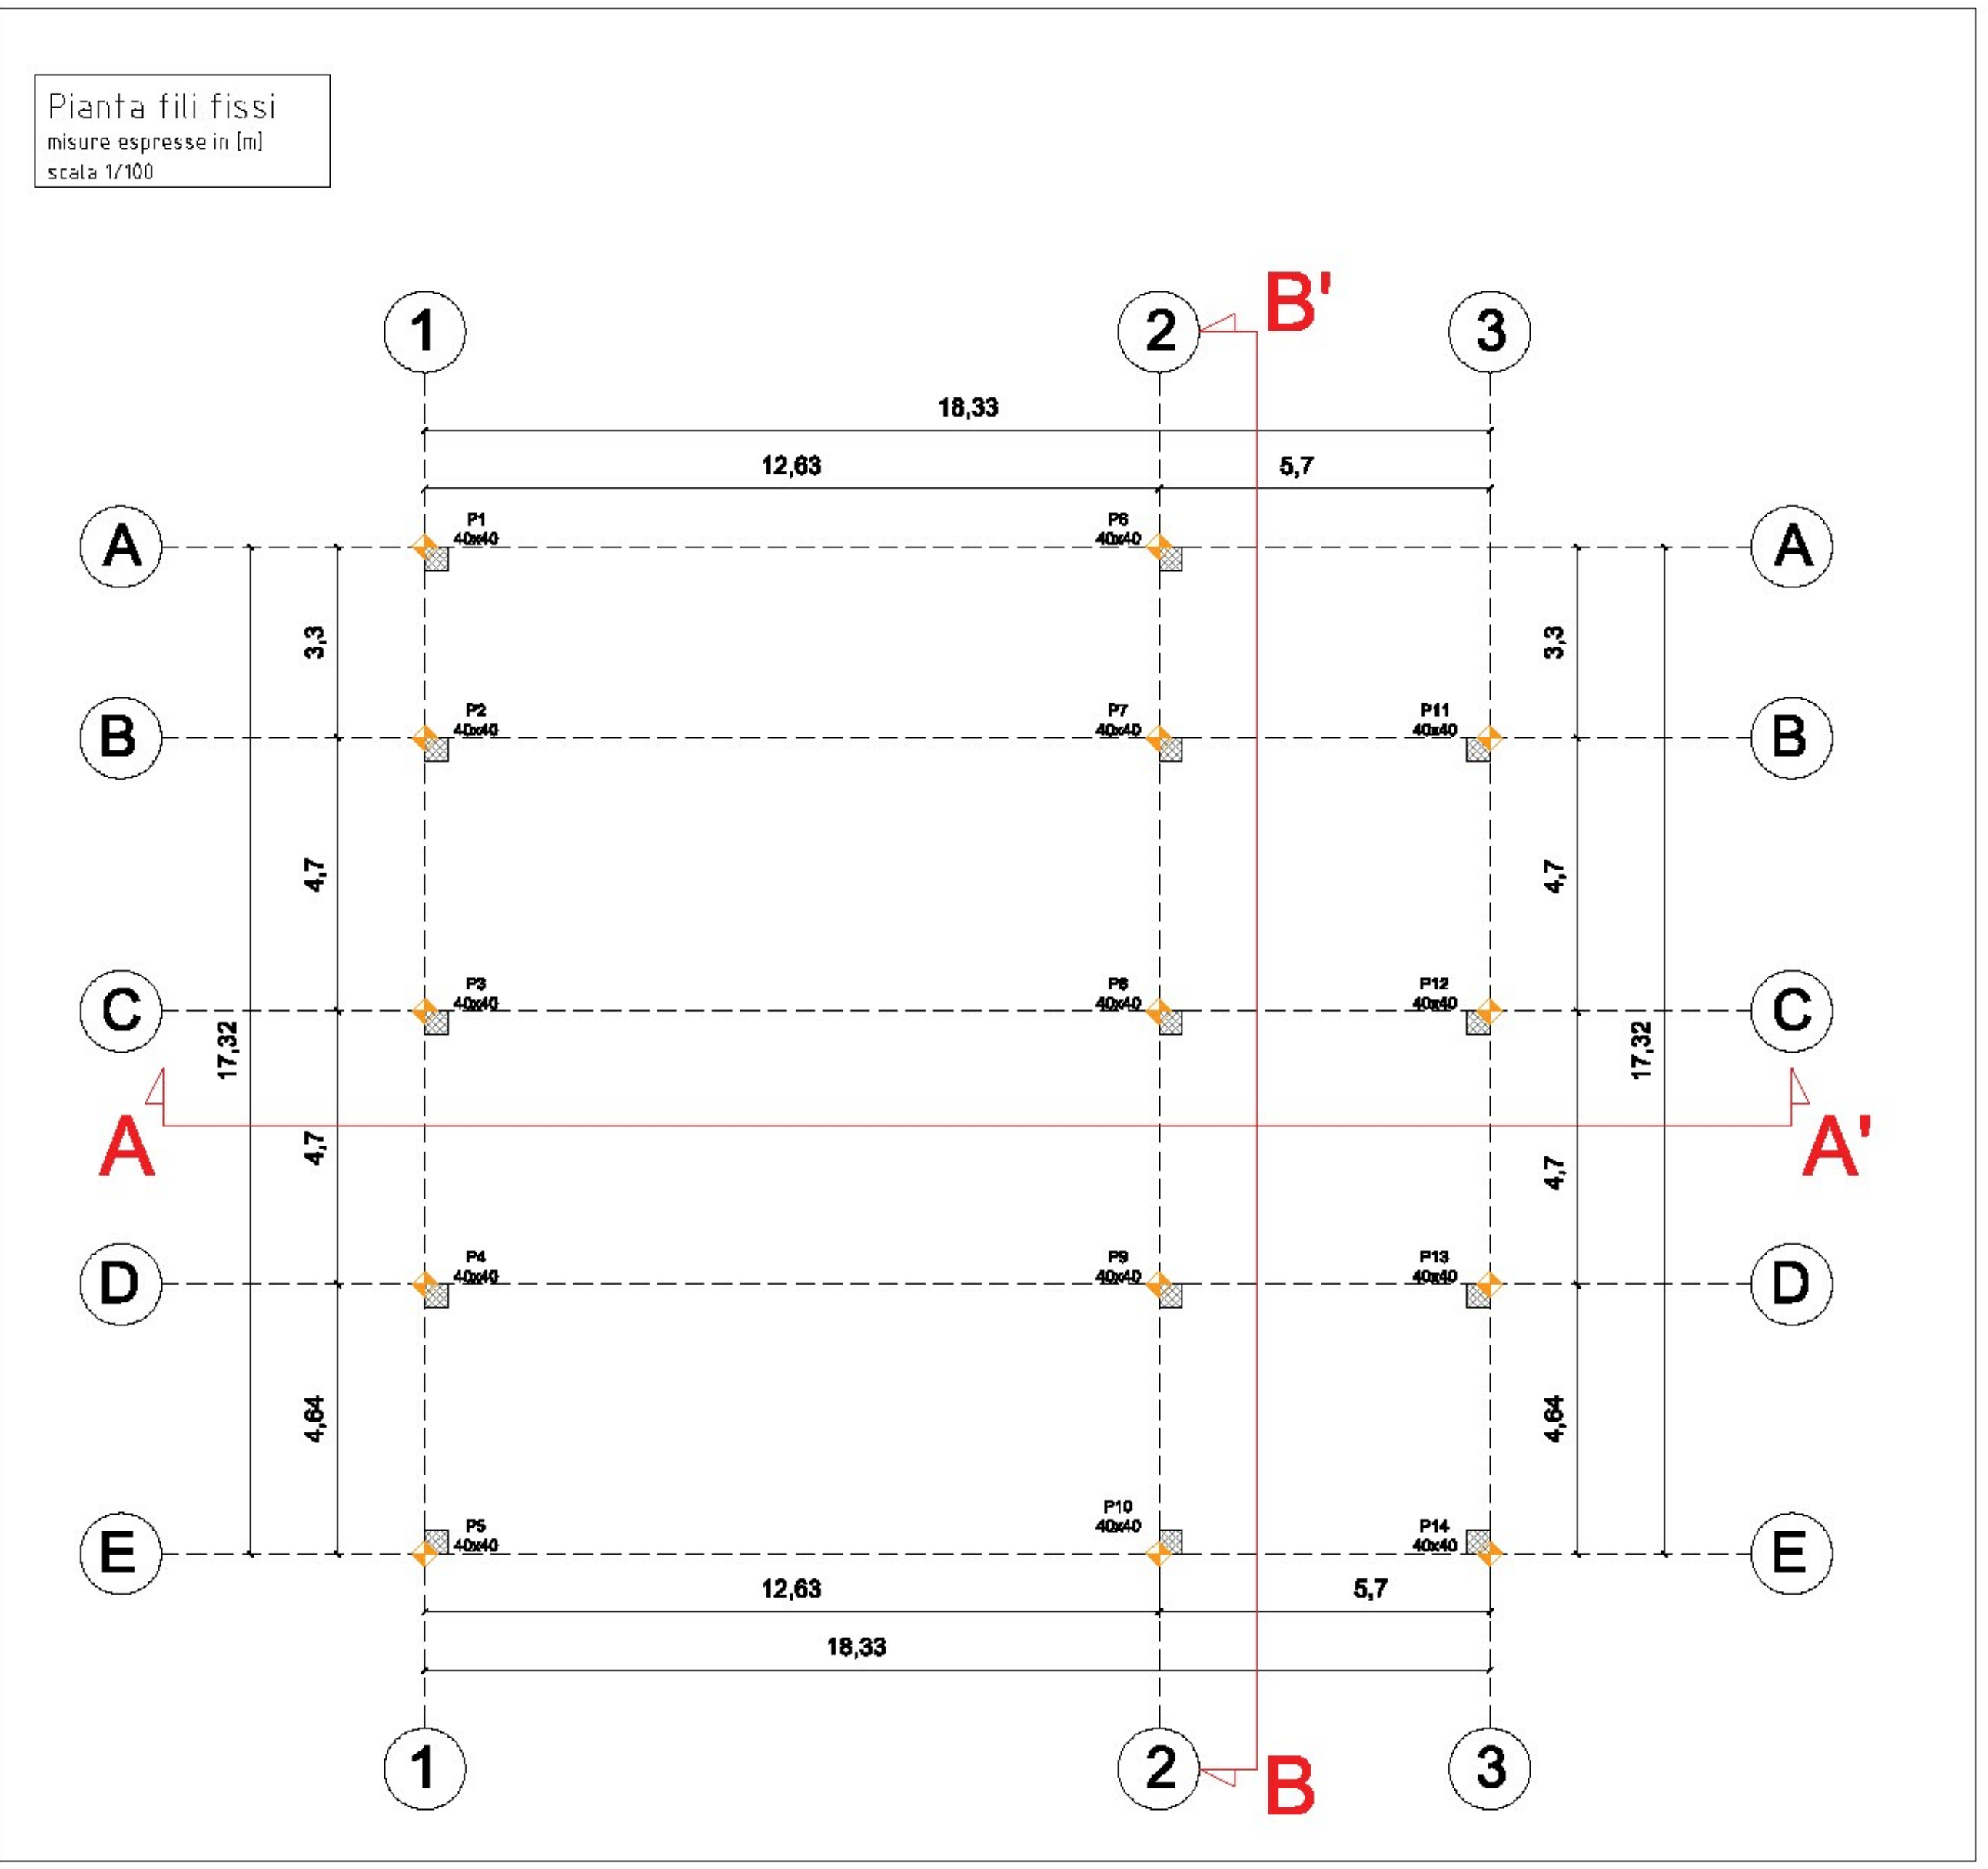 Pianta fili fissi
misure espresse in [m]
scala 1/100
B'
1
2
3
18,33
12,63
5,7
P1
40x40
P6
40x40
A
A
3,3
3,3
P2
40x40
P7
40x40
P11
40x40
B
B
4,7
4,7
P3
40x40
P8
40x40
P12
40x40
C
C
17,32
17,32
A
A'
4,7
4,7
P4
40x40
P9
40x40
P13
40x40
D
D
4,64
4,64
P10
40x40
P5
40x40
P14
40x40
E
E
12,63
5,7
18,33
1
2
3
B